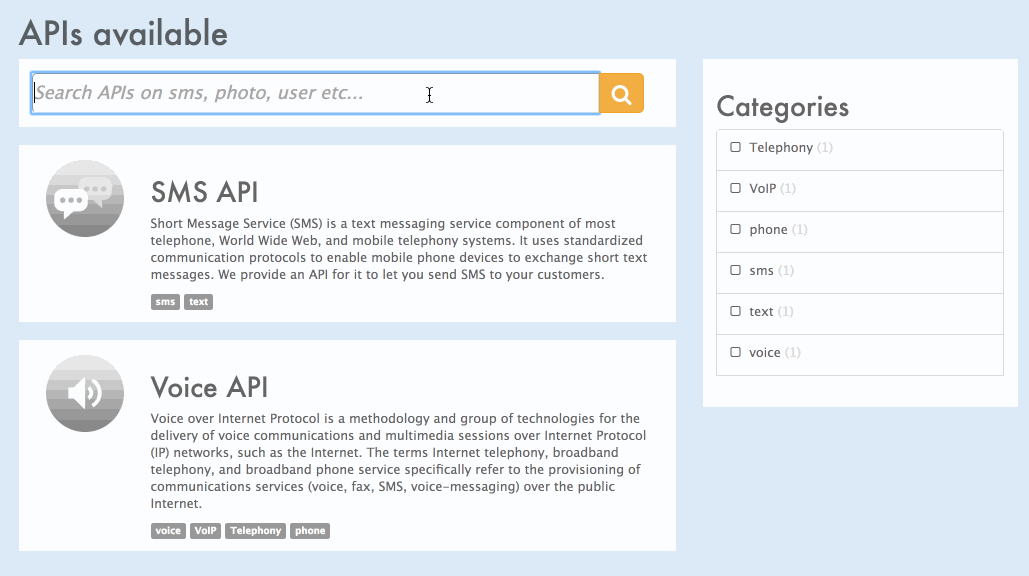 APIs available
Search APIs on sms, photo, user etc...
SMS API
Short Message Service (SMS) is a text messaging service component of most
telephone, World Wide Web, and mobile telephony systems. It uses standardized
communication protocols to enable mobile phone devices to exchange short text
messages. We provide an API for it to let you send SMS to your customers.
sms text
Voice API
Voice over Internet Protocol is a methodology and group of technologies for the
delivery of voice communications and multimedia sessions over Internet Protocol
(IP) networks, such as the Internet. The terms Internet telephony, broadband
telephony, and broadband phone service specifically refer to the provisioning of
communications services (voice, fax, SMS, voice-messaging) over the public
Internet.
voice VoIP Telephony phone
Categories
Telephony (1)
VoIP (1)
phone (1)
sms (1)
text (1)
voice (1)